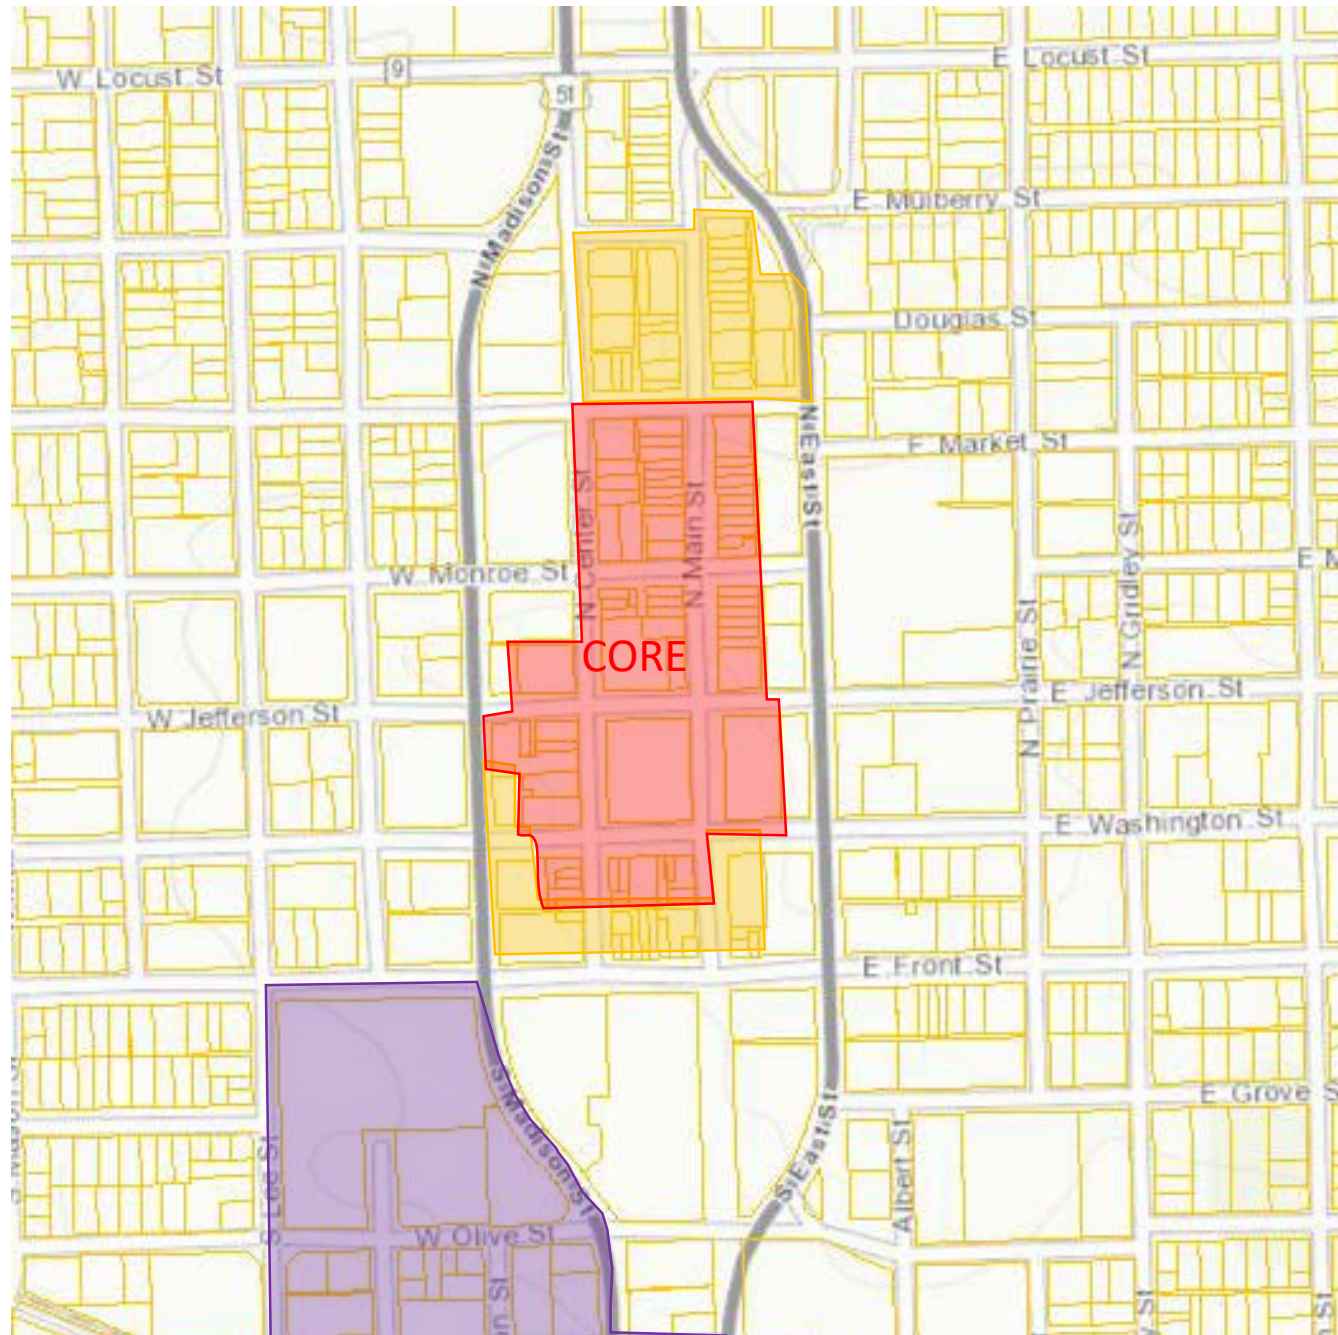 E Locust St
W Locust St
9
51
N Madison St
E Mulberry St
Douglas St
N East St
E Market St
N Center St
N Main St
N Gridley St
W Monroe St
N Prairie St
CORE
E Jefferson St
W Jefferson St
E Washington St
E Front St
S Madison St
E Grove S
S Lee St
S East St
Albert St
W Olive St